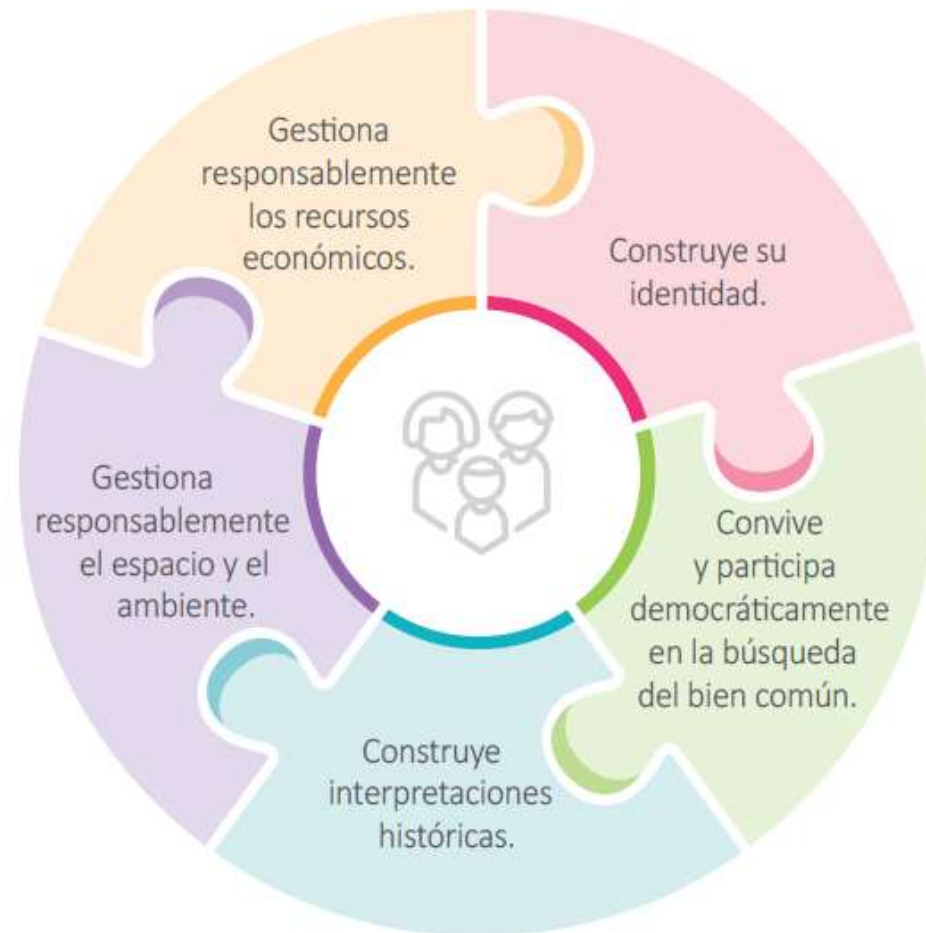 Gestiona
responsablemente
los recursos
económicos.
Construye su
identidad.
Convive
y participa
democráticamente
en la búsqueda
del bien común.
Construye
interpretaciones
históricas.
Gestiona
responsablemente
el espacio y el
ambiente.